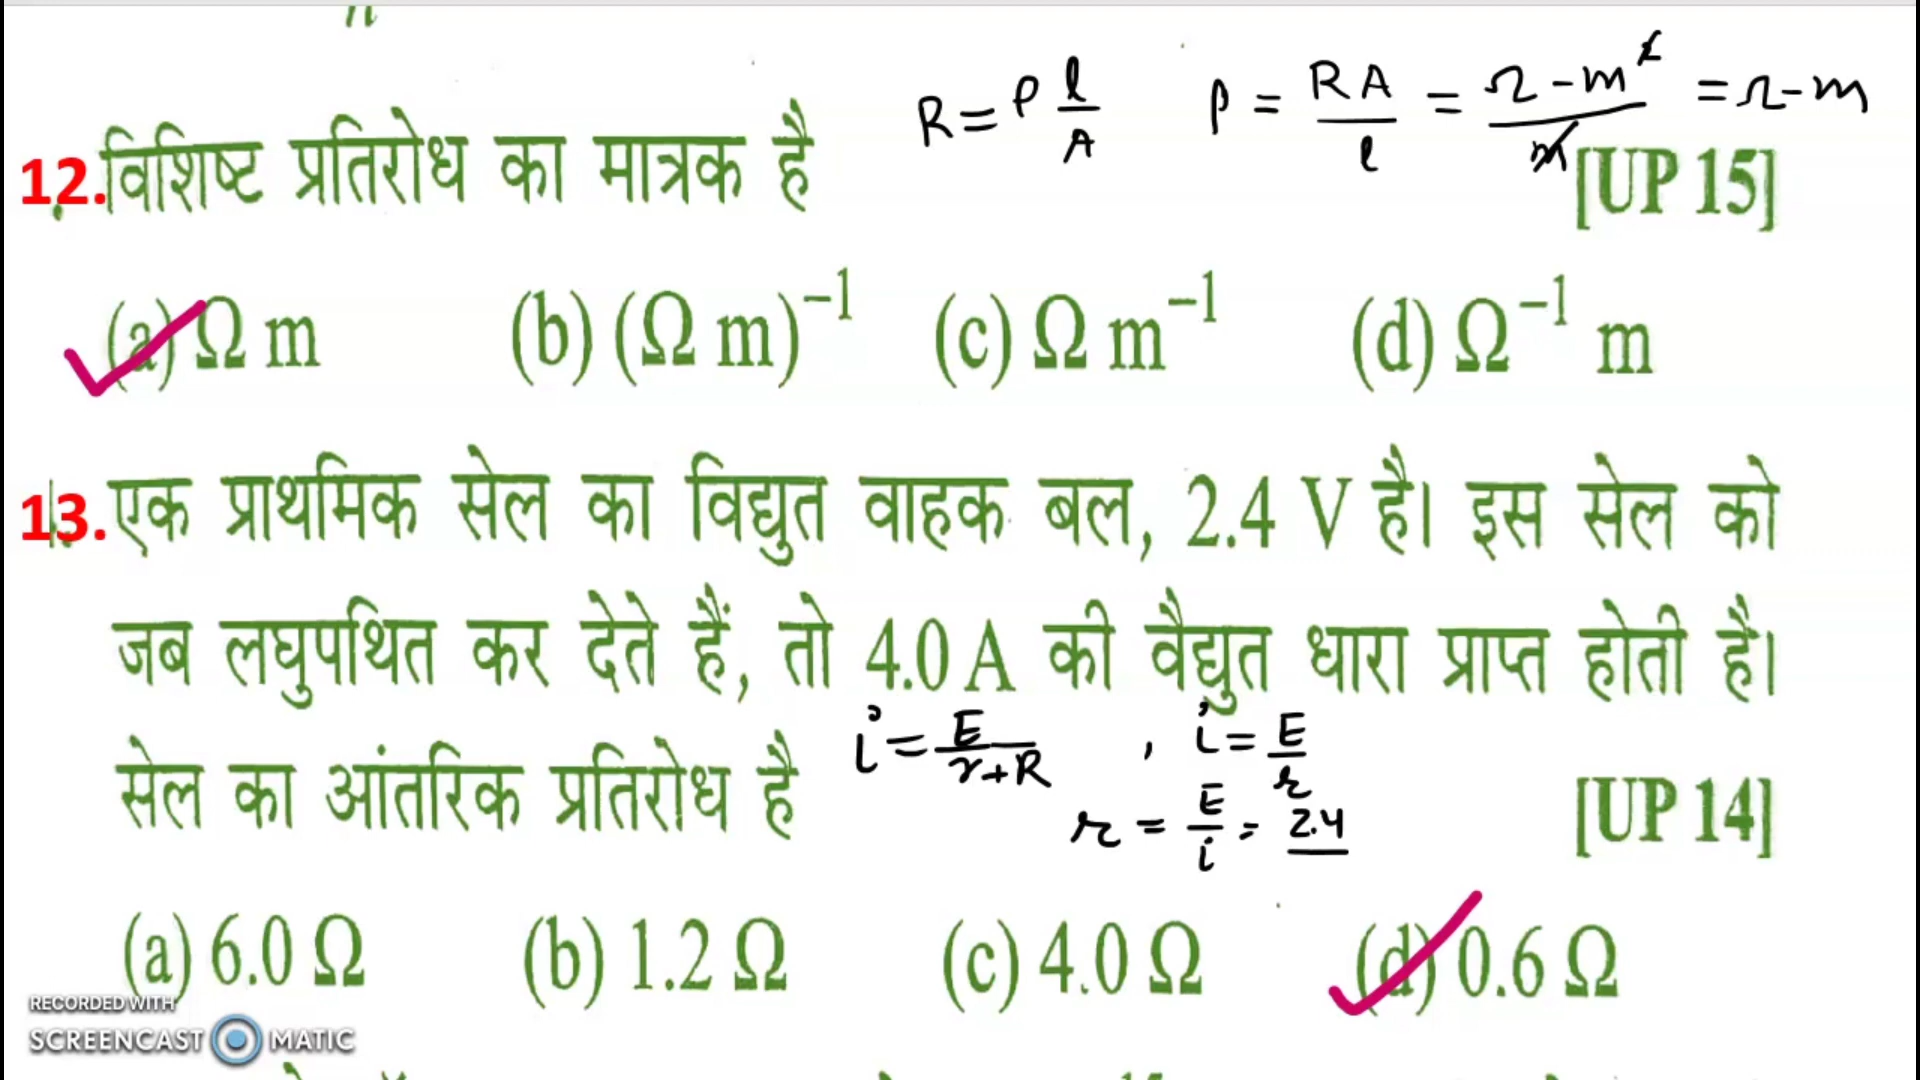 R = ρ l/A   ρ = RA/l = Ω-m²/m = Ω-m
12. विशिष्ट प्रतिरोध का मात्रक है [UP 15]
(a) Ω m (b) (Ω m)⁻¹ (c) Ω m⁻¹ (d) Ω⁻¹ m
13. एक प्राथमिक सेल का विद्युत वाहक बल, 2.4 V है। इस सेल को
जब लघुपथित कर देते हैं, तो 4.0 A की वैद्युत धारा प्राप्त होती है।
सेल का आंतरिक प्रतिरोध है [UP 14]
i = E/r+R , i = E/r
r = E/i = 2.4
(a) 6.0 Ω (b) 1.2 Ω (c) 4.0 Ω (d) 0.6 Ω
RECORDED WITH
SCREENCAST MATIC